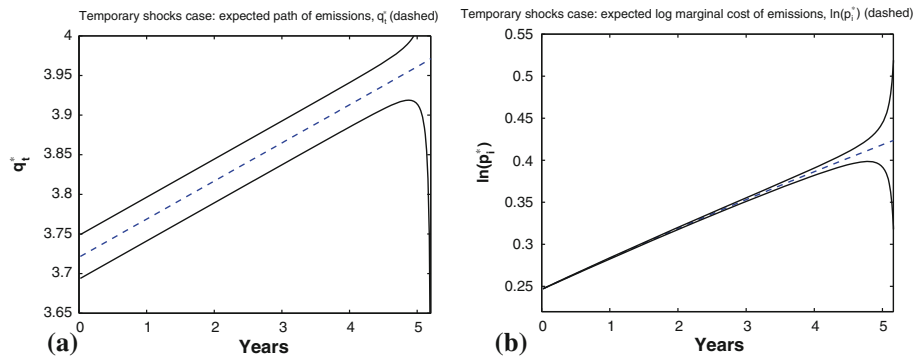 Temporary shocks case: expected path of emissions, q*t (dashed)
4
3.95
3.9
3.85
3.8
3.75
3.7
3.65
q*t
0 1 2 3 4 5
Years
(a)
Temporary shocks case: expected log marginal cost of emissions, ln(p*i) (dashed)
0.55
0.5
0.45
0.4
0.35
0.3
0.25
ln(p*i)
0 1 2 3 4 5
Years
(b)